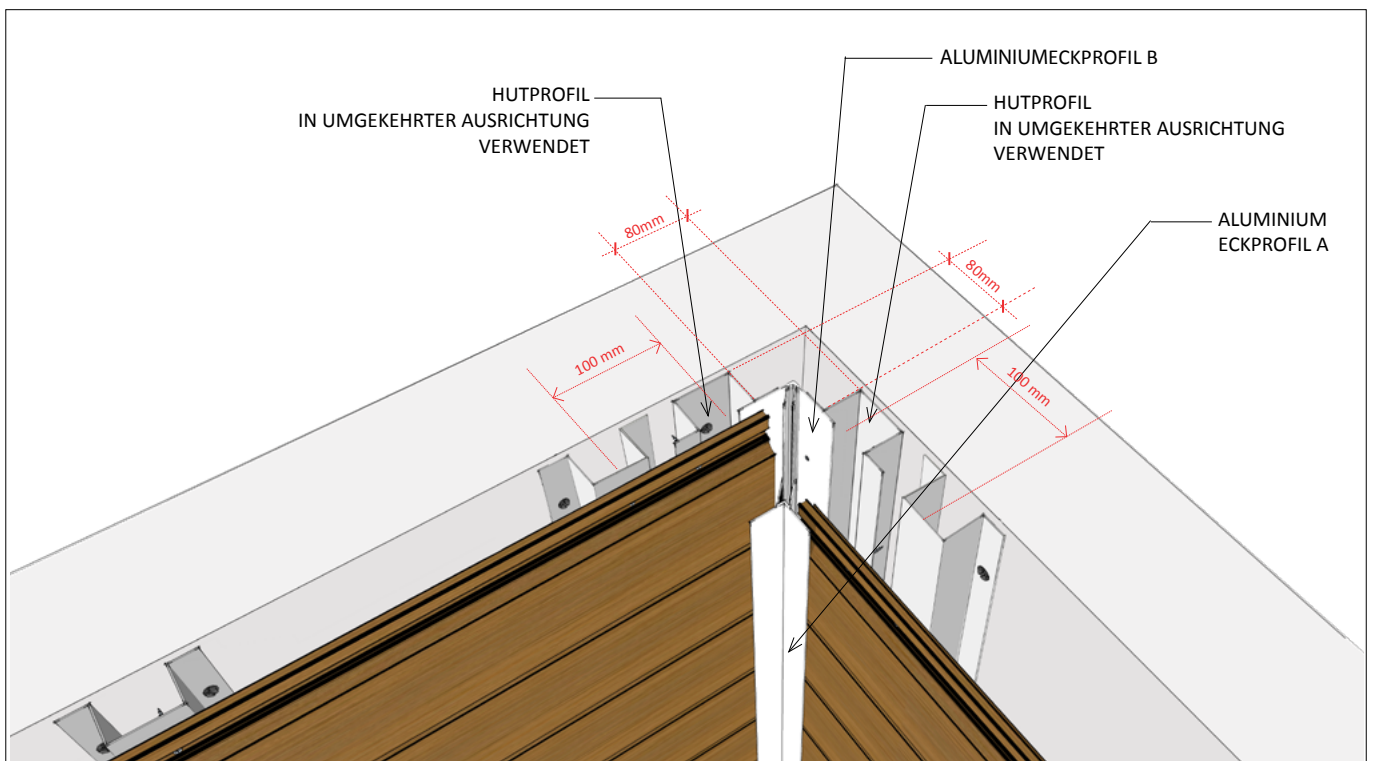 ALUMINIUMECKPROFIL B
HUTPROFIL
IN UMGEKEHRTER AUSRICHTUNG
VERWENDET
HUTPROFIL
IN UMGEKEHRTER AUSRICHTUNG
VERWENDET
ALUMINIUM
ECKPROFIL A
80mm
80mm
100 mm
100 mm